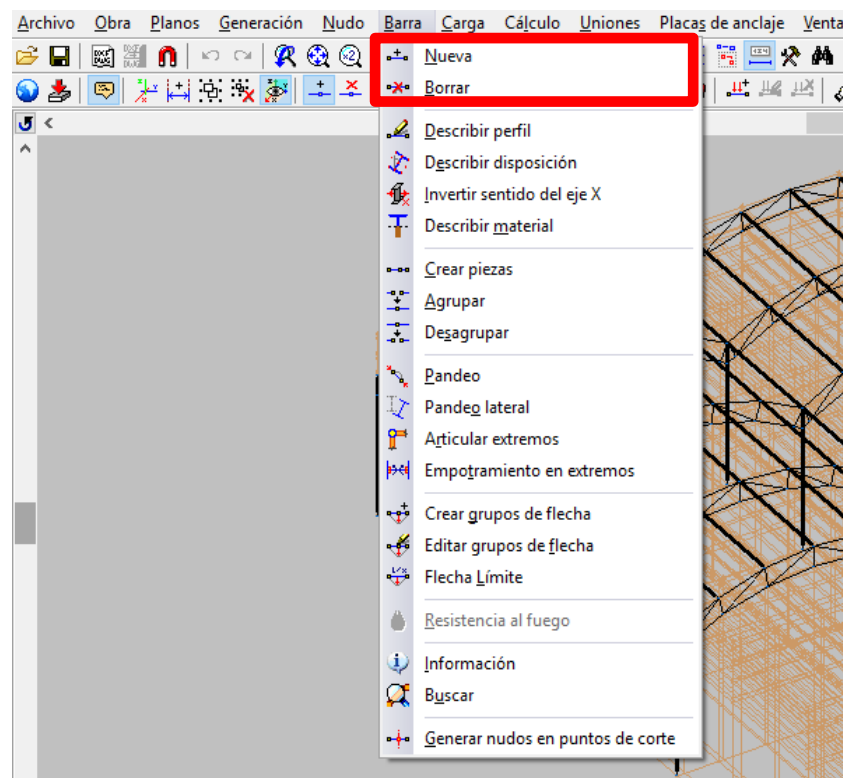 Archivo Obra Planos Generación Nudo Barra Carga Cálculo Uniones Placas de anclaje Venta
Nueva
Borrar
Describir perfil
Describir disposición
Invertir sentido del eje X
Describir material
Crear piezas
Agrupar
Desagrupar
Pandeo
Pandeo lateral
Articular extremos
Empotramiento en extremos
Crear grupos de flecha
Editar grupos de flecha
Flecha Límite
Resistencia al fuego
Información
Buscar
Generar nudos en puntos de corte